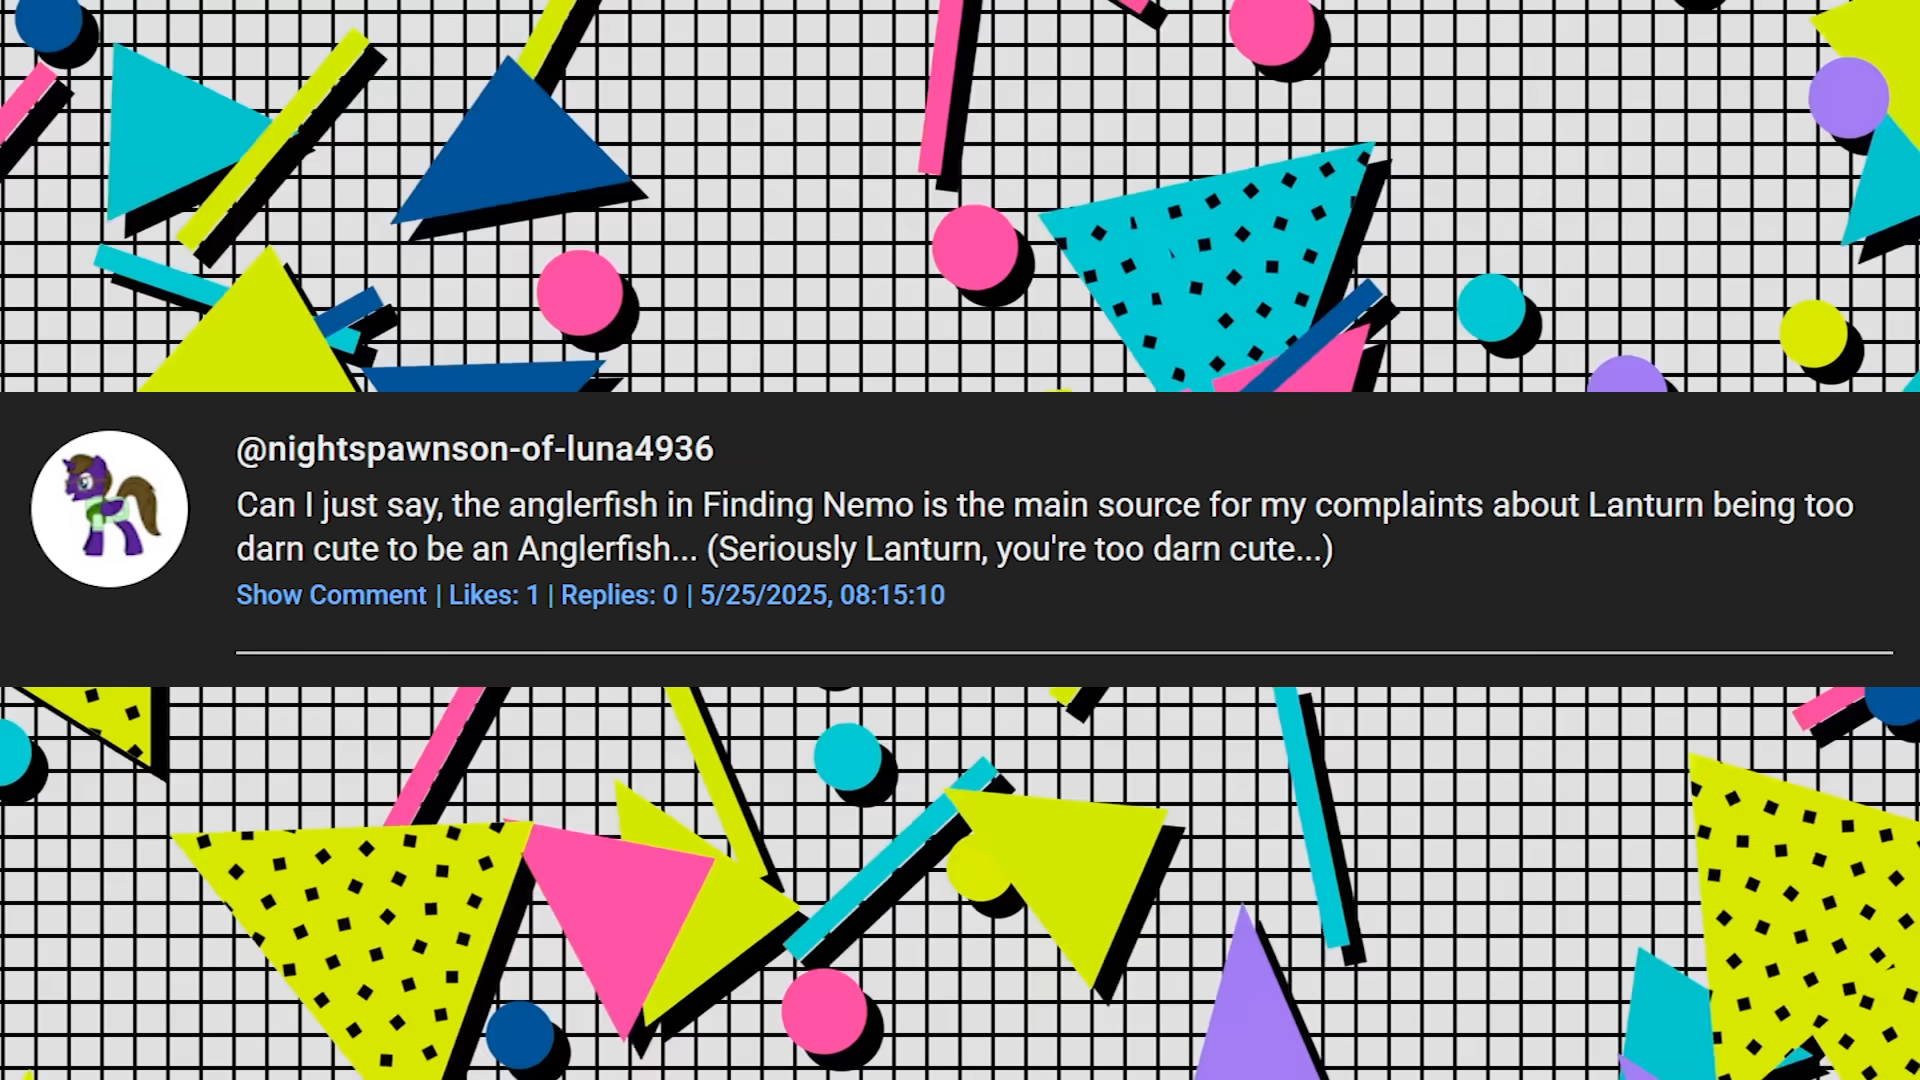 @nightspawnson-of-luna4936
Can I just say, the anglerfish in Finding Nemo is the main source for my complaints about Lanturn being too
darn cute to be an Anglerfish... (Seriously Lanturn, you're too darn cute...)
Show Comment | Likes: 1 | Replies: 0 | 5/25/2025, 08:15:10